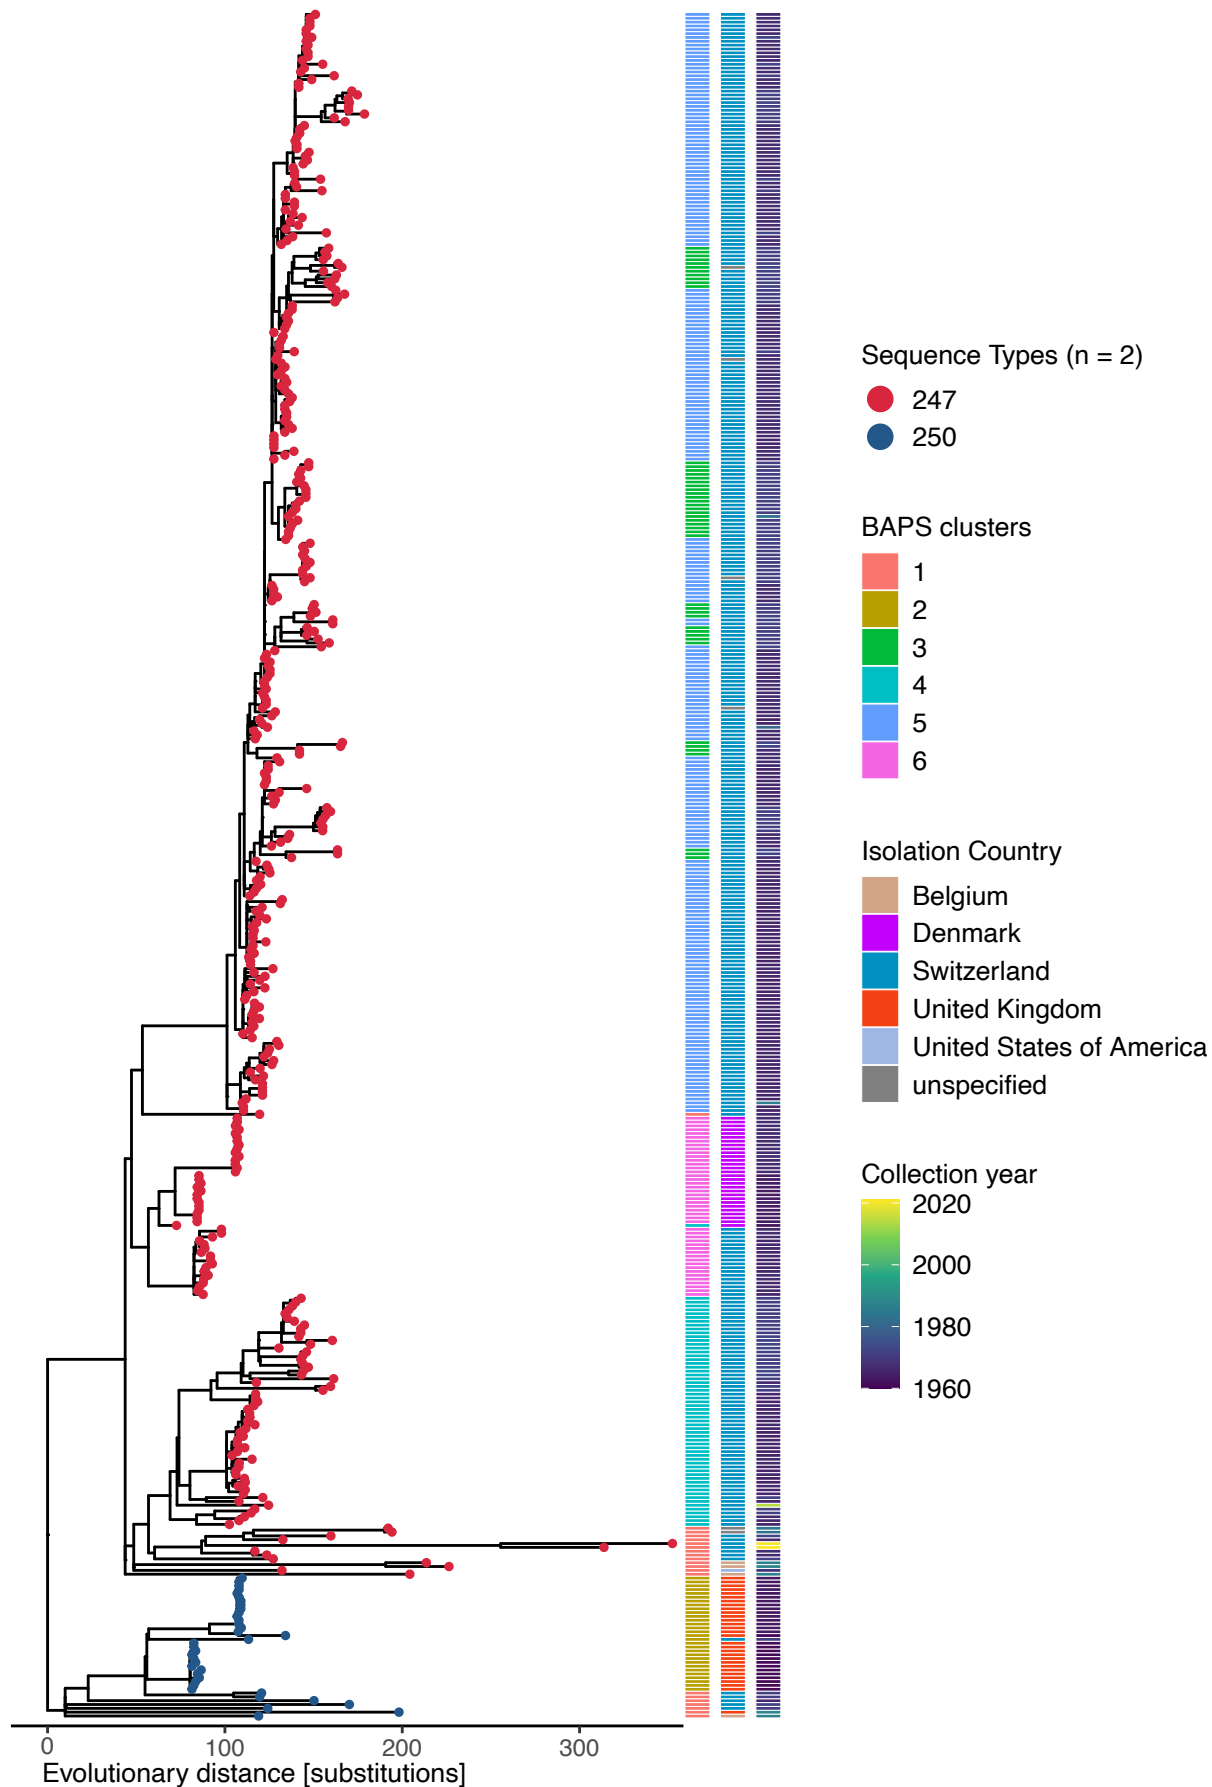 Sequence Types (n = 2)
247
250
BAPS clusters
1
2
3
4
5
6
Isolation Country
Belgium
Denmark
Switzerland
United Kingdom
United States of America
unspecified
Collection year
2020
2000
1980
1960
0 100 200 300
Evolutionary distance [substitutions]